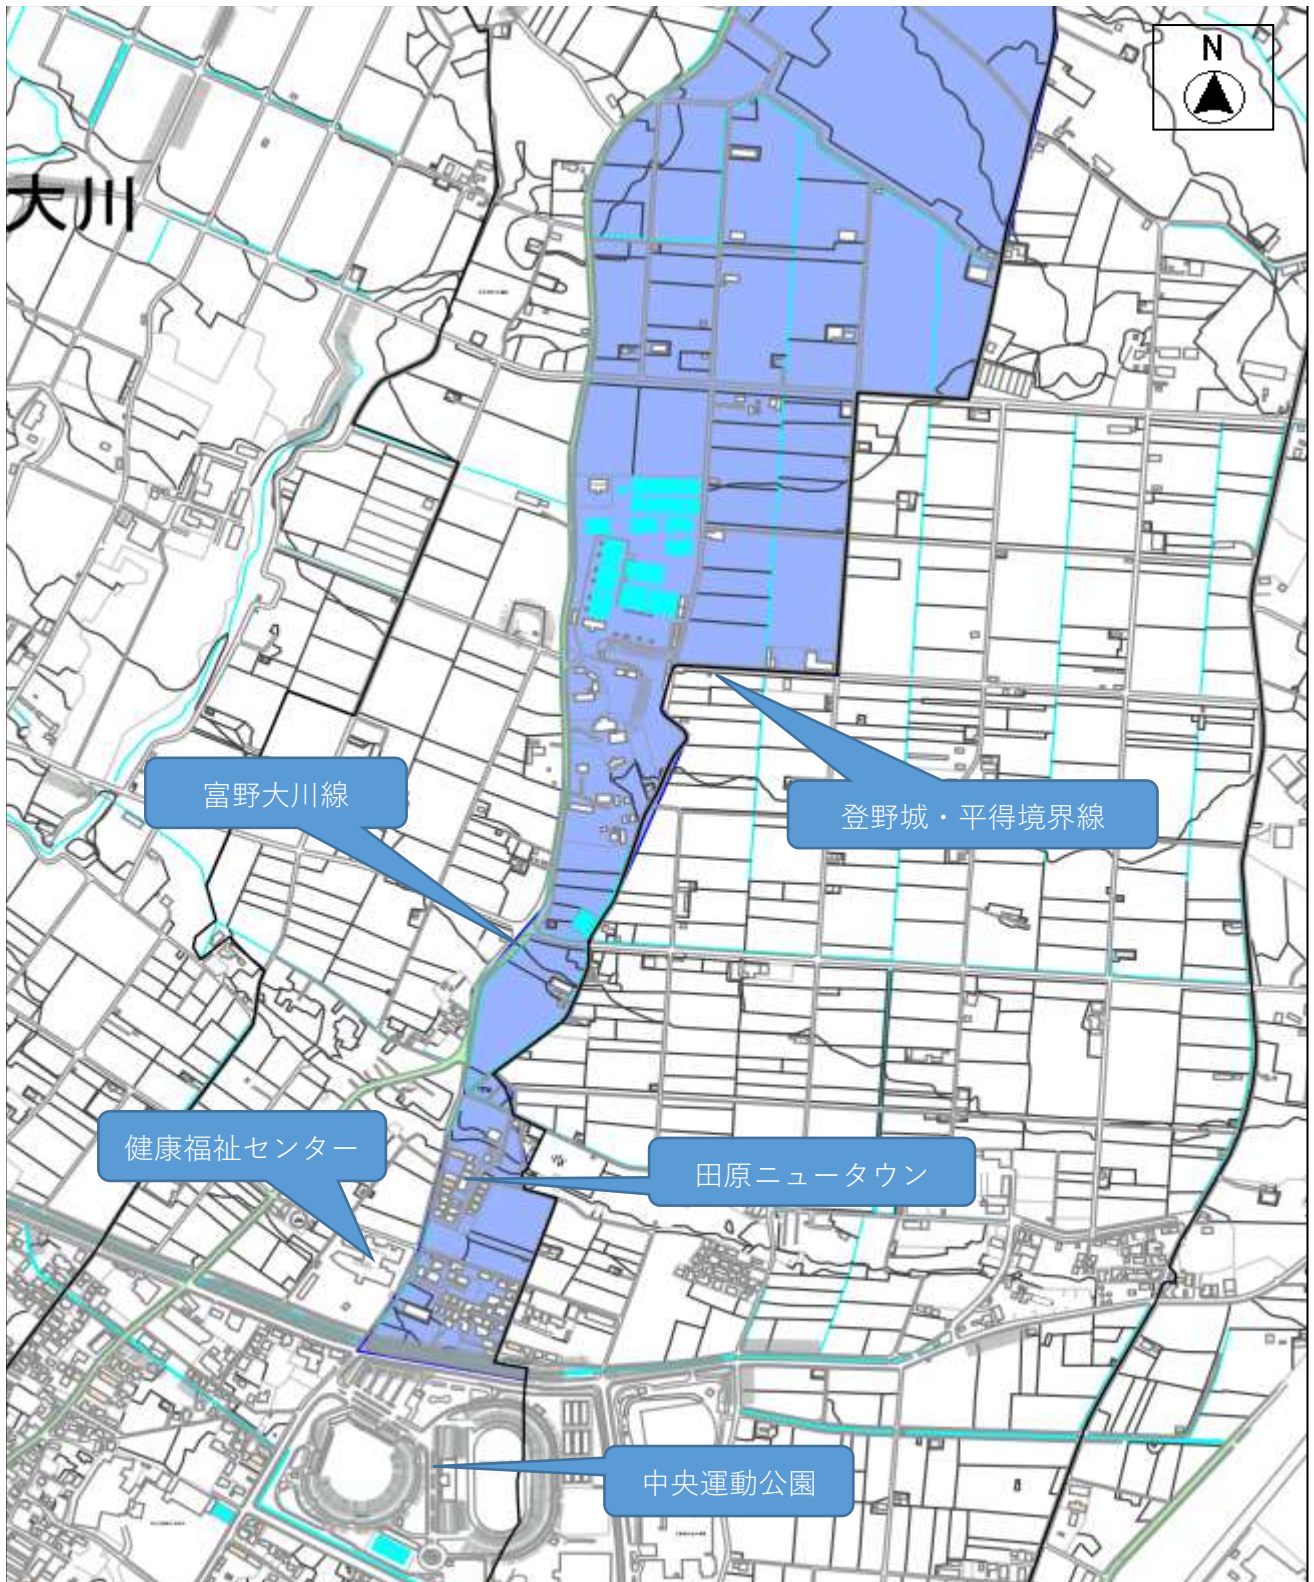 N
大川
富野大川線
登野城・平得境界線
健康福祉センター
田原ニュータウン
中央運動公園